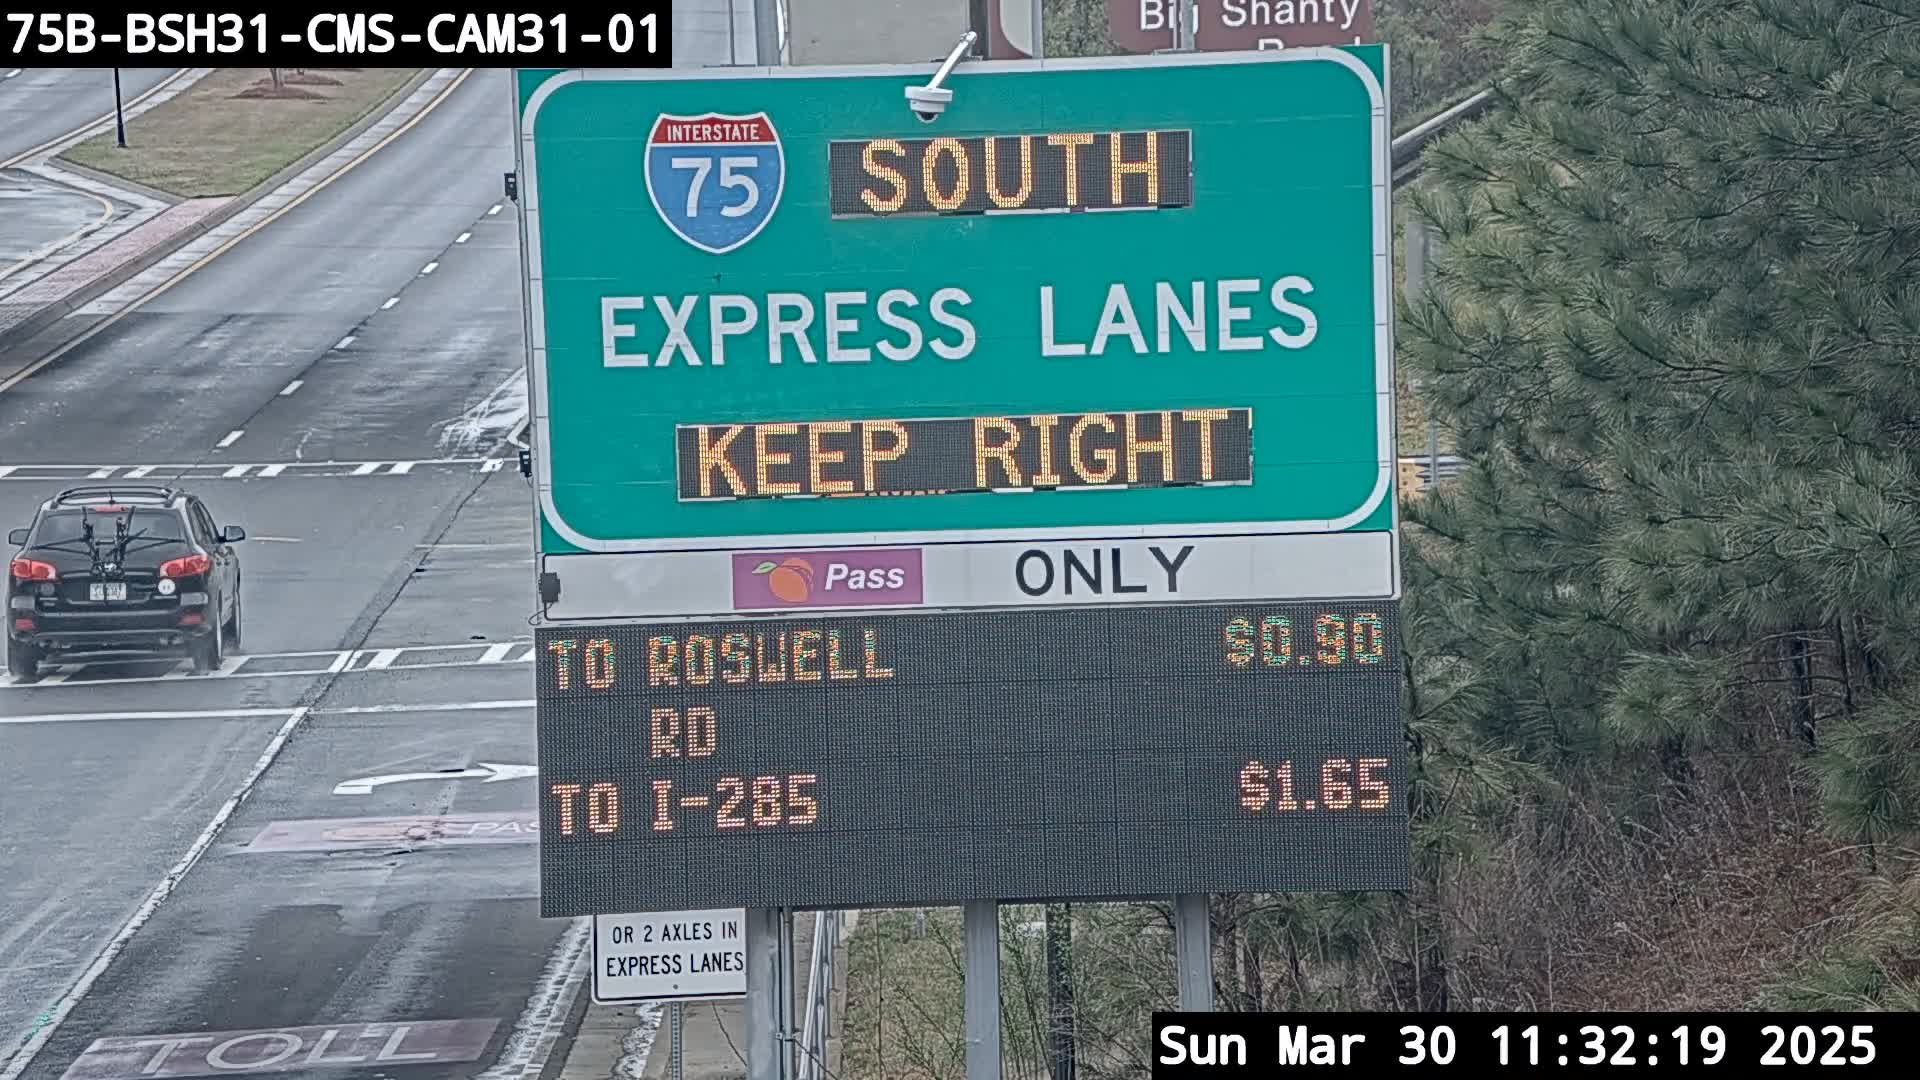 75B-BSH31-CMS-CAM31-01
Big Shanty
INTERSTATE
75
SOUTH
EXPRESS LANES
KEEP RIGHT
Pass
ONLY
TO ROSWELL $0.90
RD
TO I-285 $1.65
OR 2 AXLES IN
EXPRESS LANES
TOLL
Sun Mar 30 11:32:19 2025